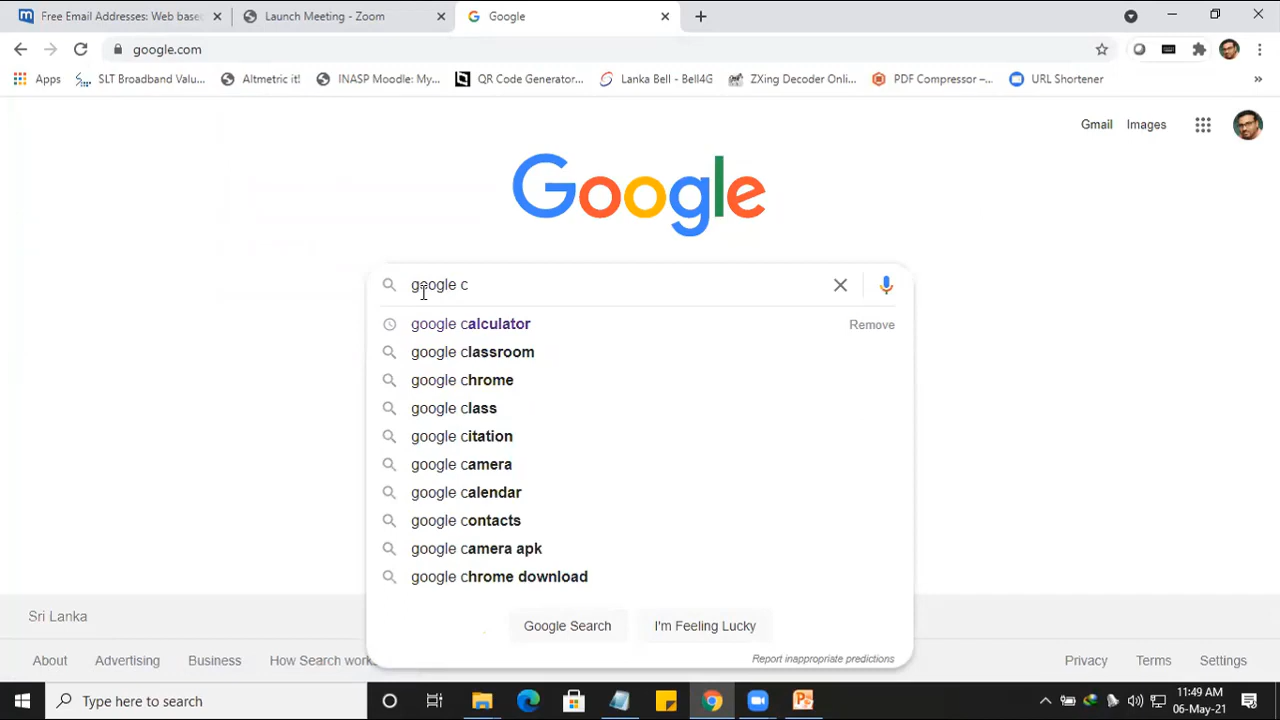 Free Email Addresses: Web base
Launch Meeting - Zoom
Google
google.com
Apps
SLT Broadband Valu...
Altmetric it!
INASP Moodle: My...
QR Code Generator...
Lanka Bell - Bell4G
ZXing Decoder Onli...
PDF Compressor –...
URL Shortener
»
Gmail
Images
Google
google c
google calculator
Remove
google classroom
google chrome
google class
google citation
google camera
google calendar
google contacts
google camera apk
google chrome download
Google Search
I'm Feeling Lucky
Report inappropriate predictions
Sri Lanka
About
Advertising
Business
How Search work
Privacy
Terms
Settings
Type here to search
11:49 AM
06-May-21